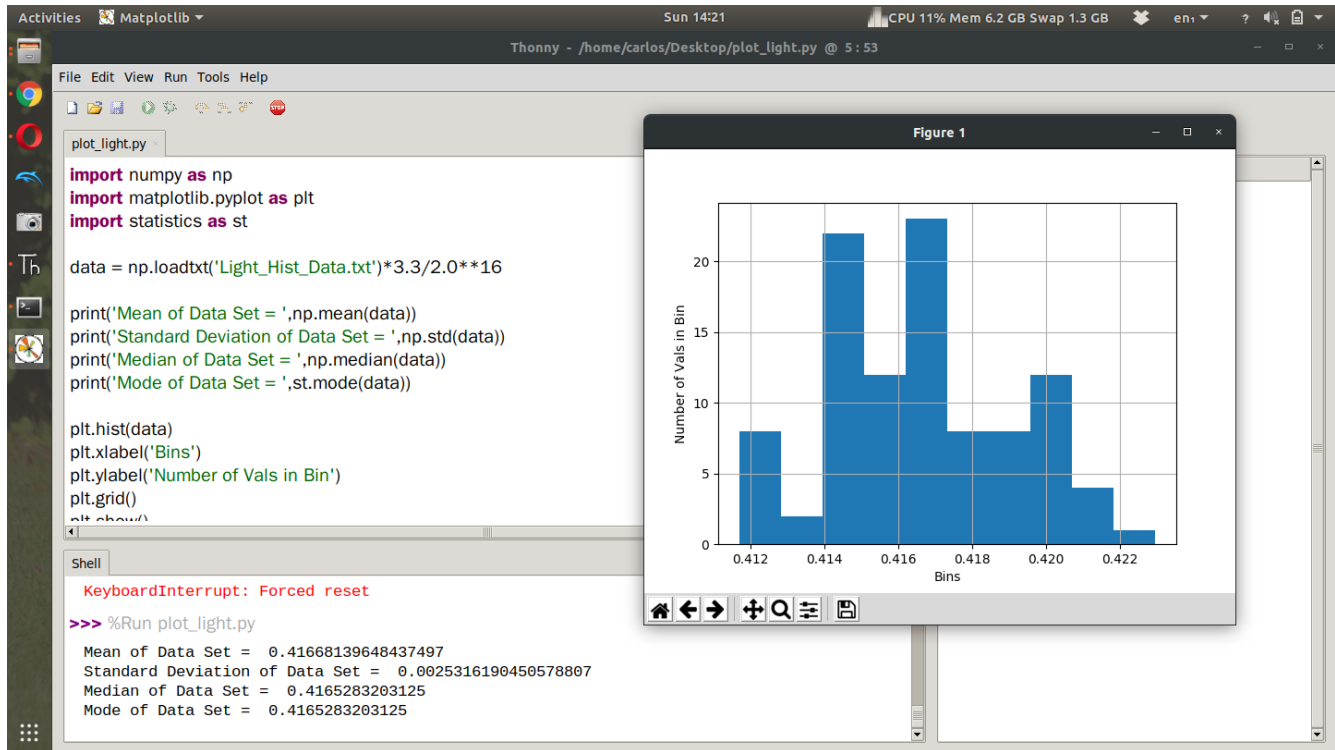 Activities Matplotlib Sun 14:21 CPU 11% Mem 6.2 GB Swap 1.3 GB en₁ ?
Thonny - /home/carlos/Desktop/plot_light.py @ 5 : 53
File Edit View Run Tools Help
STOP
plot_light.py
import numpy as np
import matplotlib.pyplot as plt
import statistics as st
data = np.loadtxt('Light_Hist_Data.txt')*3.3/2.0**16
print('Mean of Data Set = ',np.mean(data))
print('Standard Deviation of Data Set = ',np.std(data))
print('Median of Data Set = ',np.median(data))
print('Mode of Data Set = ',st.mode(data))
plt.hist(data)
plt.xlabel('Bins')
plt.ylabel('Number of Vals in Bin')
plt.grid()
plt.show()
Th
Shell
KeyboardInterrupt: Forced reset
>>> %Run plot_light.py
Mean of Data Set =  0.41668139648437497
Standard Deviation of Data Set =  0.0025316190450578807
Median of Data Set =  0.4165283203125
Mode of Data Set =  0.4165283203125
Figure 1
Number of Vals in Bin
20
15
10
5
0
0.412 0.414 0.416 0.418 0.420 0.422
Bins